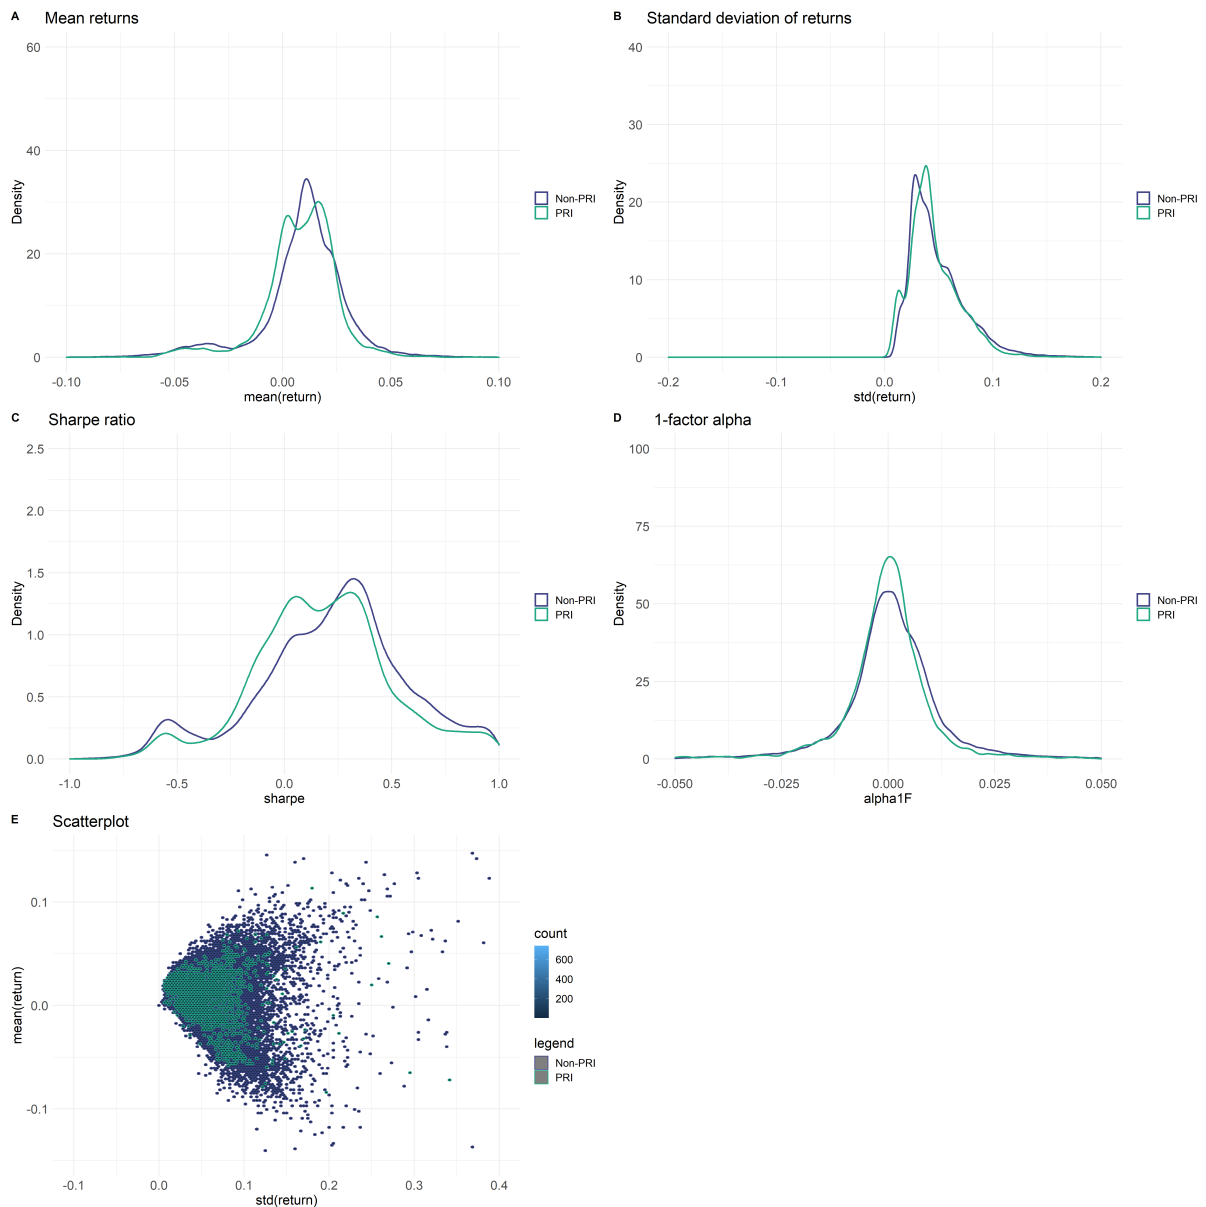 A Mean returns
60
40
20
0
Density
-0.10 -0.05 0.00 0.05 0.10
mean(return)
Non-PRI
PRI
B Standard deviation of returns
40
30
20
10
0
Density
-0.2 -0.1 0.0 0.1 0.2
std(return)
Non-PRI
PRI
C Sharpe ratio
2.5
2.0
1.5
1.0
0.5
0.0
Density
-1.0 -0.5 0.0 0.5 1.0
sharpe
Non-PRI
PRI
D 1-factor alpha
100
75
50
25
0
Density
-0.050 -0.025 0.000 0.025 0.050
alpha1F
Non-PRI
PRI
E Scatterplot
0.1
0.0
-0.1
mean(return)
-0.1 0.0 0.1 0.2 0.3 0.4
std(return)
count
600
400
200
legend
Non-PRI
PRI